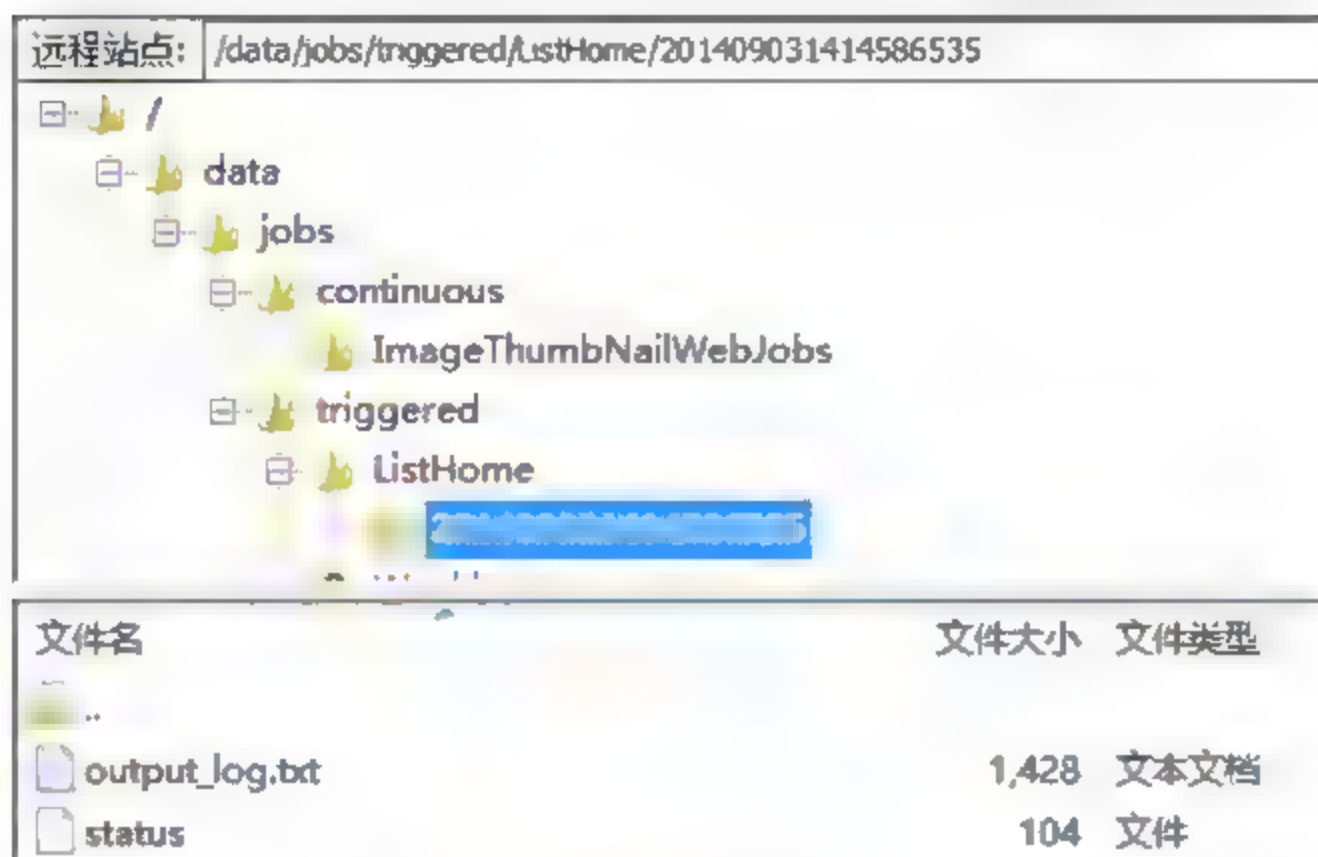 远程站点: /data/jobs/triggered/ListHome/201409031414586535
/
data
jobs
continuous
ImageThumbNailWebJobs
triggered
ListHome
文件名 文件大小 文件类型
..
output_log.txt 1,428 文本文档
status 104 文件